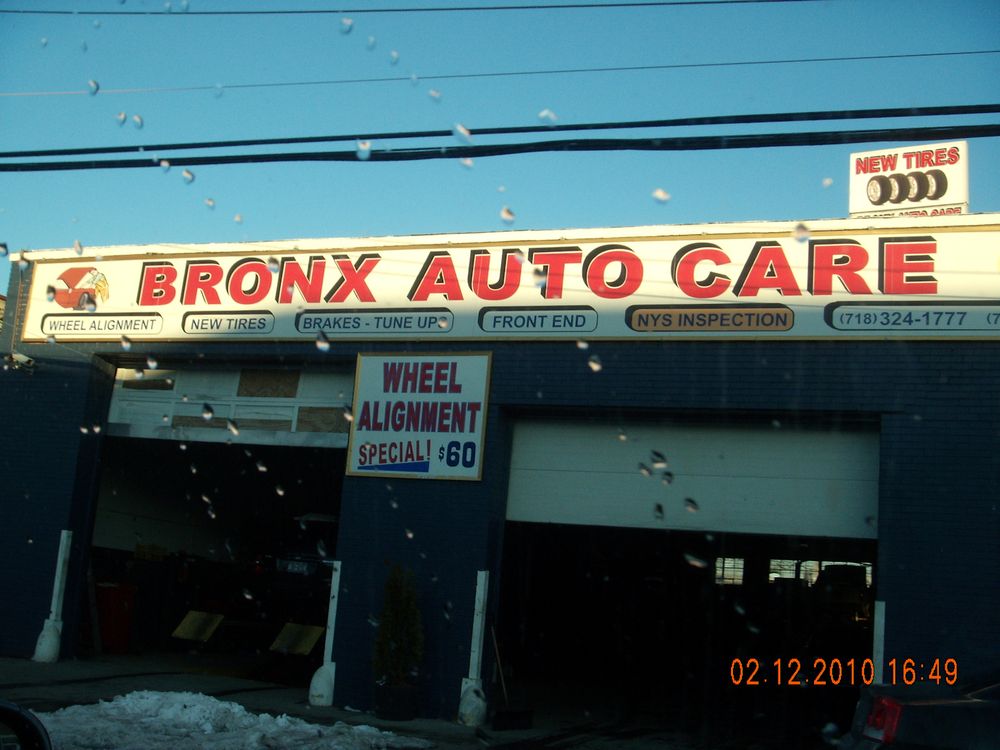 NEW TIRES
BRONX AUTO CARE
WHEEL ALIGNMENT
NEW TIRES
BRAKES - TUNE UPS
FRONT END
NYS INSPECTION
(718) 324-1777
WHEEL
ALIGNMENT
SPECIAL! $60
02.12.2010 16:49